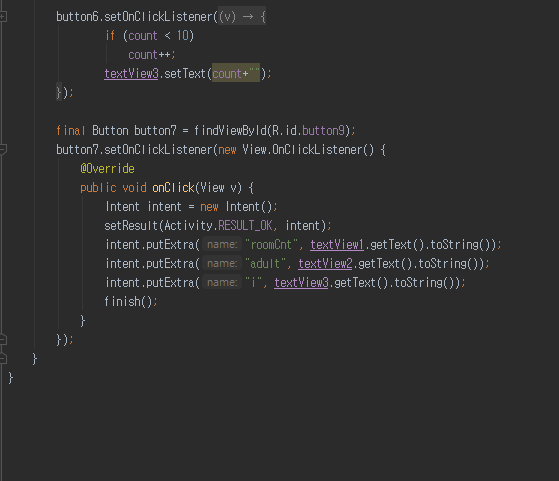 button6.setOnClickListener((v) → {
if (count < 10)
count++;
textView3.setText(count+"");
});
final Button button7 = findViewById(R.id.button9);
button7.setOnClickListener(new View.OnClickListener() {
@Override
public void onClick(View v) {
Intent intent = new Intent();
setResult(Activity.RESULT_OK, intent);
intent.putExtra( name: "roomCnt", textView1.getText().toString());
intent.putExtra( name: "adult", textView2.getText().toString());
intent.putExtra( name: "i", textView3.getText().toString());
finish();
}
});
}
}